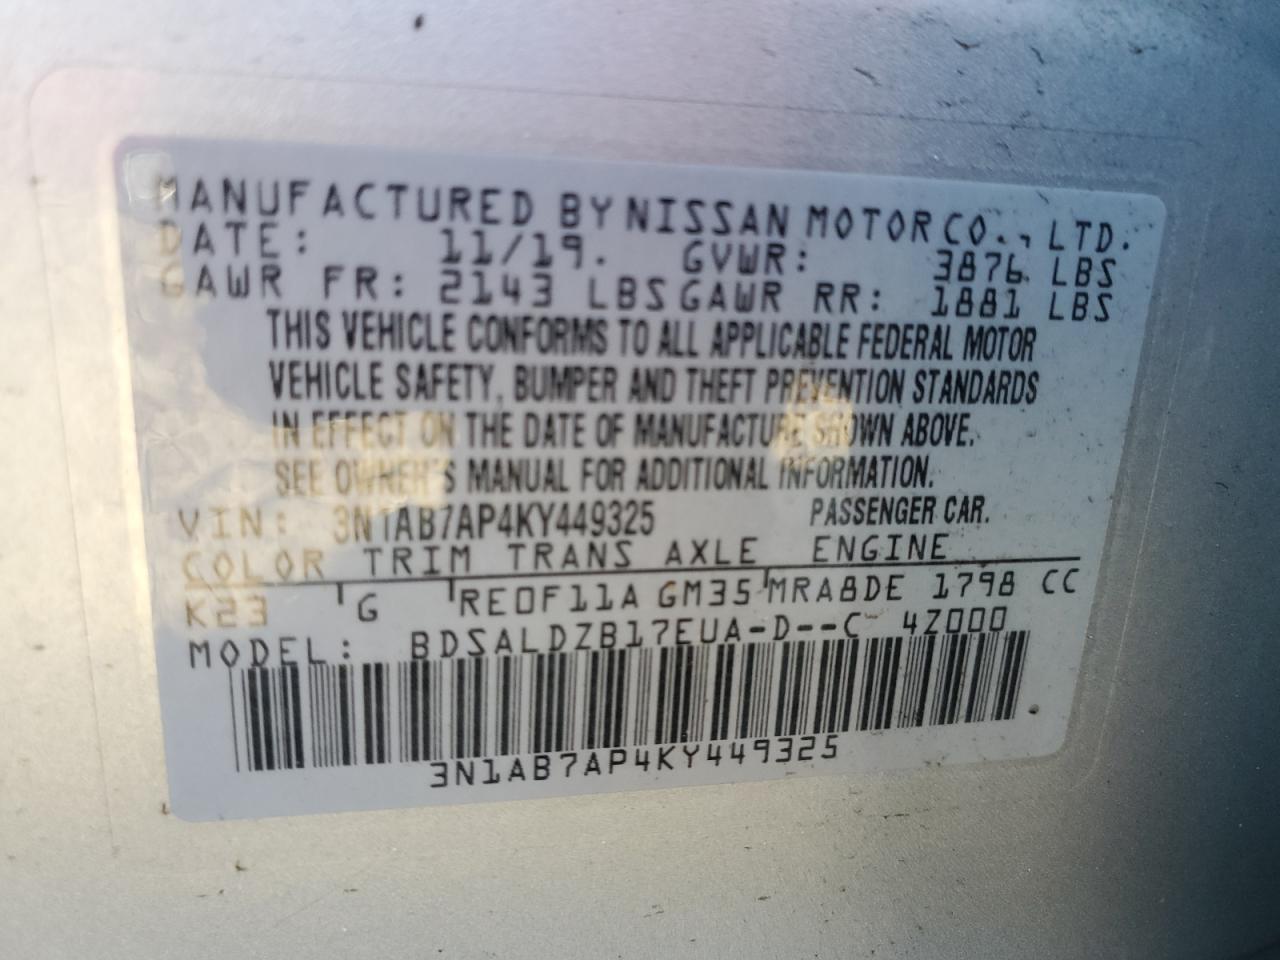 MANUFACTURED BY NISSAN MOTOR CO., LTD.
DATE: 11/19. GVWR: 3876 LBS
GAWR FR: 2143 LBS GAWR RR: 1881 LBS
THIS VEHICLE CONFORMS TO ALL APPLICABLE FEDERAL MOTOR
VEHICLE SAFETY, BUMPER AND THEFT PREVENTION STANDARDS
IN EFFECT ON THE DATE OF MANUFACTURE SHOWN ABOVE.
SEE OWNER'S MANUAL FOR ADDITIONAL INFORMATION.
VIN: 3N1AB7AP4KY449325 PASSENGER CAR.
COLOR TRIM TRANS AXLE ENGINE
K23 G RE0F11A GM35 MRA8DE 1798 CC
MODEL: BDSALDZB17EUA-D--C 4Z000
3N1AB7AP4KY449325